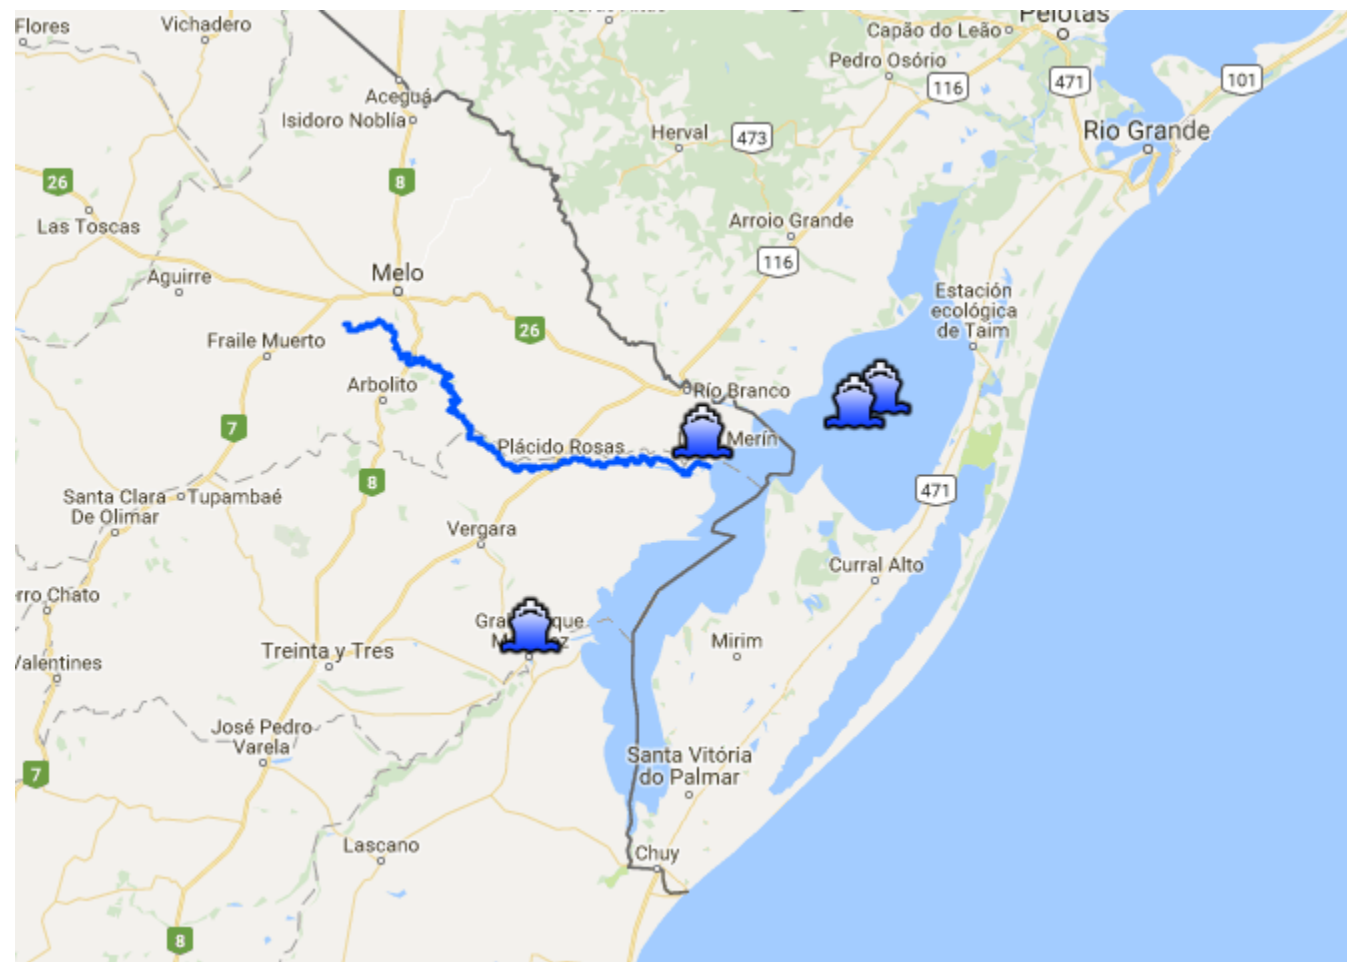 Flores
Vichadero
Pelotas
Capão do Leão
Pedro Osório
116
471
101
Aceguá
Isidoro Noblía
Herval
473
Rio Grande
26
8
Las Toscas
Arroio Grande
116
Aguirre
Melo
Estación
ecológica
de Taim
26
Fraile Muerto
Arbolito
Río Branco
7
Plácido Rosas
Merín
8
Santa Clara
De Olimar
Tupambaé
471
Vergara
Curral Alto
rro Chato
Treinta y Tres
Mirim
Valentines
José Pedro
Varela
Santa Vitória
do Palmar
7
Lascano
Chuy
8